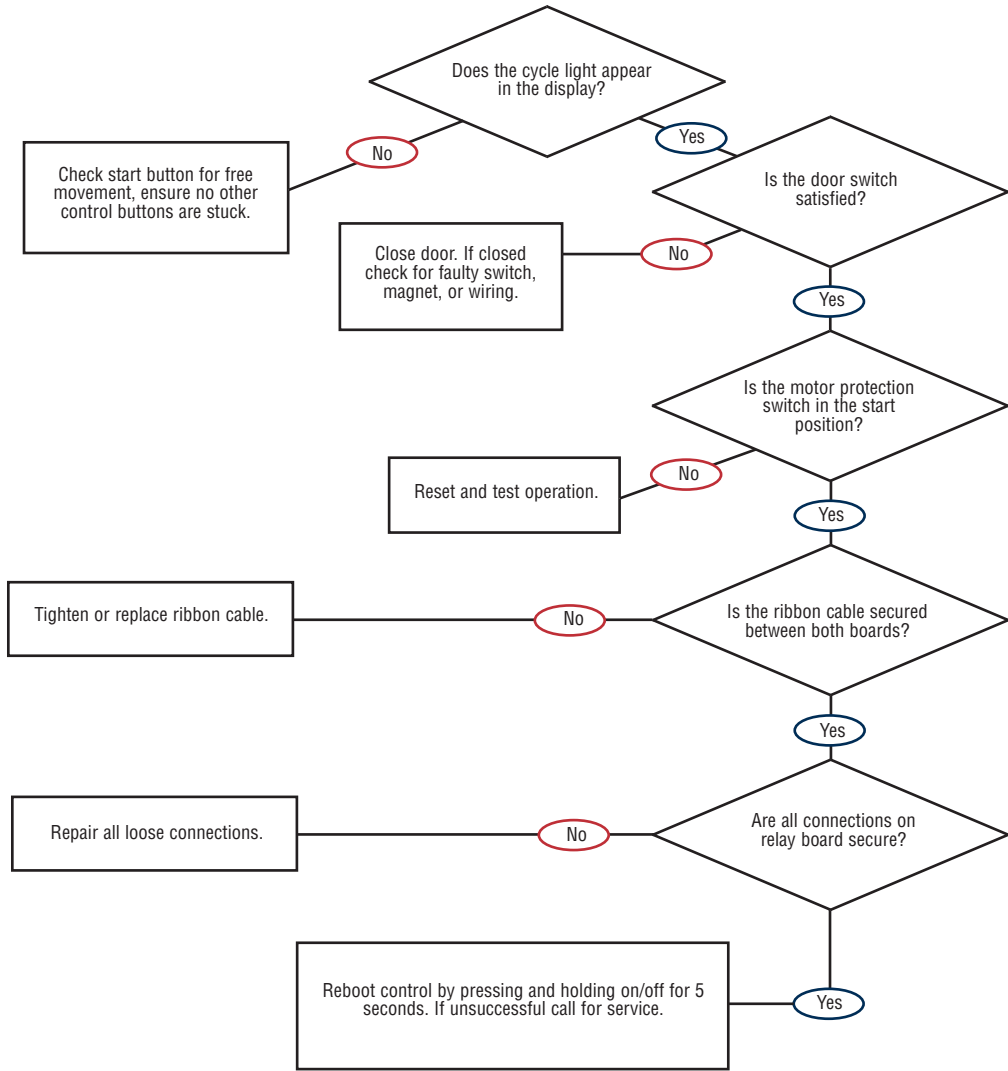 Does the cycle light appear
in the display?
No
Yes
Check start button for free
movement, ensure no other
control buttons are stuck.
Is the door switch
satisfied?
No
Close door. If closed
check for faulty switch,
magnet, or wiring.
Yes
Is the motor protection
switch in the start
position?
No
Reset and test operation.
Yes
Is the ribbon cable secured
between both boards?
No
Tighten or replace ribbon cable.
Yes
Are all connections on
relay board secure?
No
Repair all loose connections.
Yes
Reboot control by pressing and holding on/off for 5
seconds. If unsuccessful call for service.